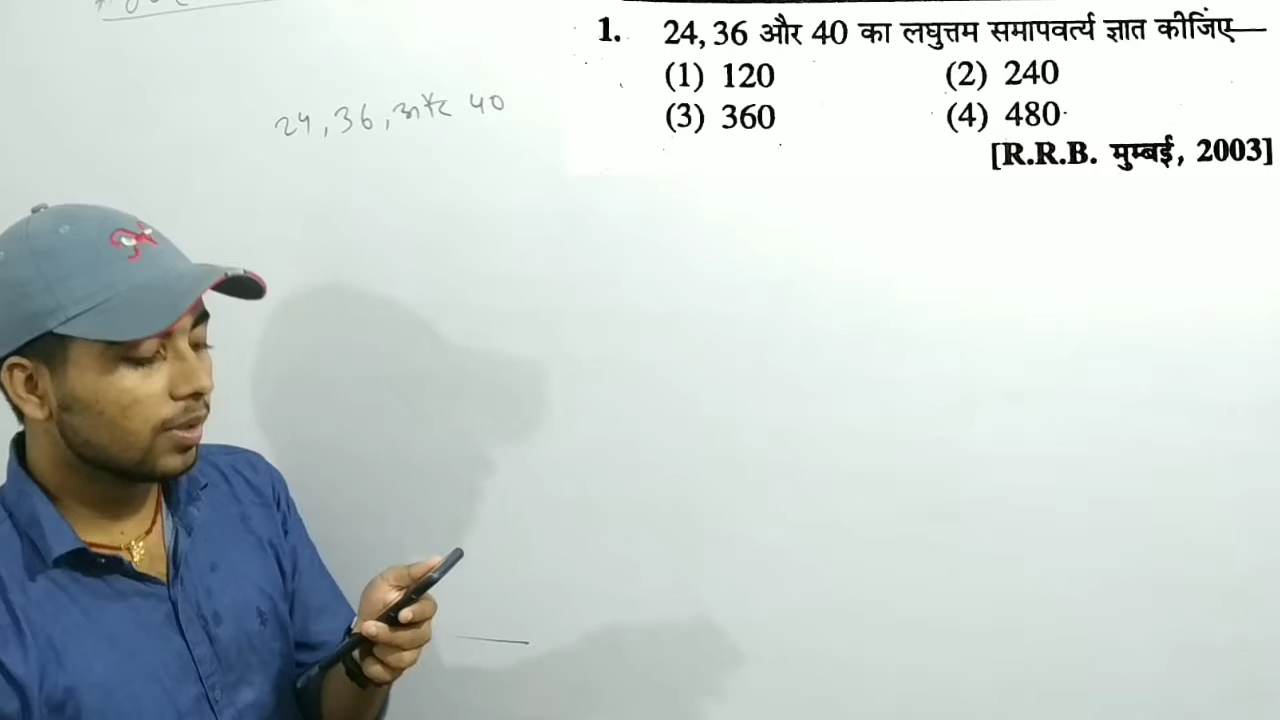 24, 36, और 40
1. 24, 36 और 40 का लघुत्तम समापवर्त्य ज्ञात कीजिए—
(1) 120 (2) 240
(3) 360 (4) 480
[R.R.B. मुम्बई, 2003]